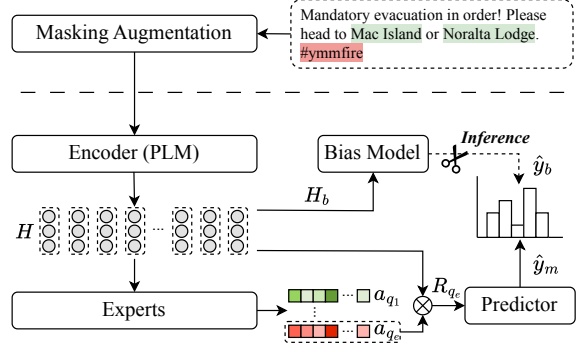 Masking Augmentation
Mandatory evacuation in order! Please
head to Mac Island or Noralta Lodge.
#ymmfire
Encoder (PLM)
Bias Model
Inference
ŷ_b
H
···
H_b
ŷ_m
Experts
··· a_{q_1}
··· a_{q_e}
R_{q_e}
Predictor